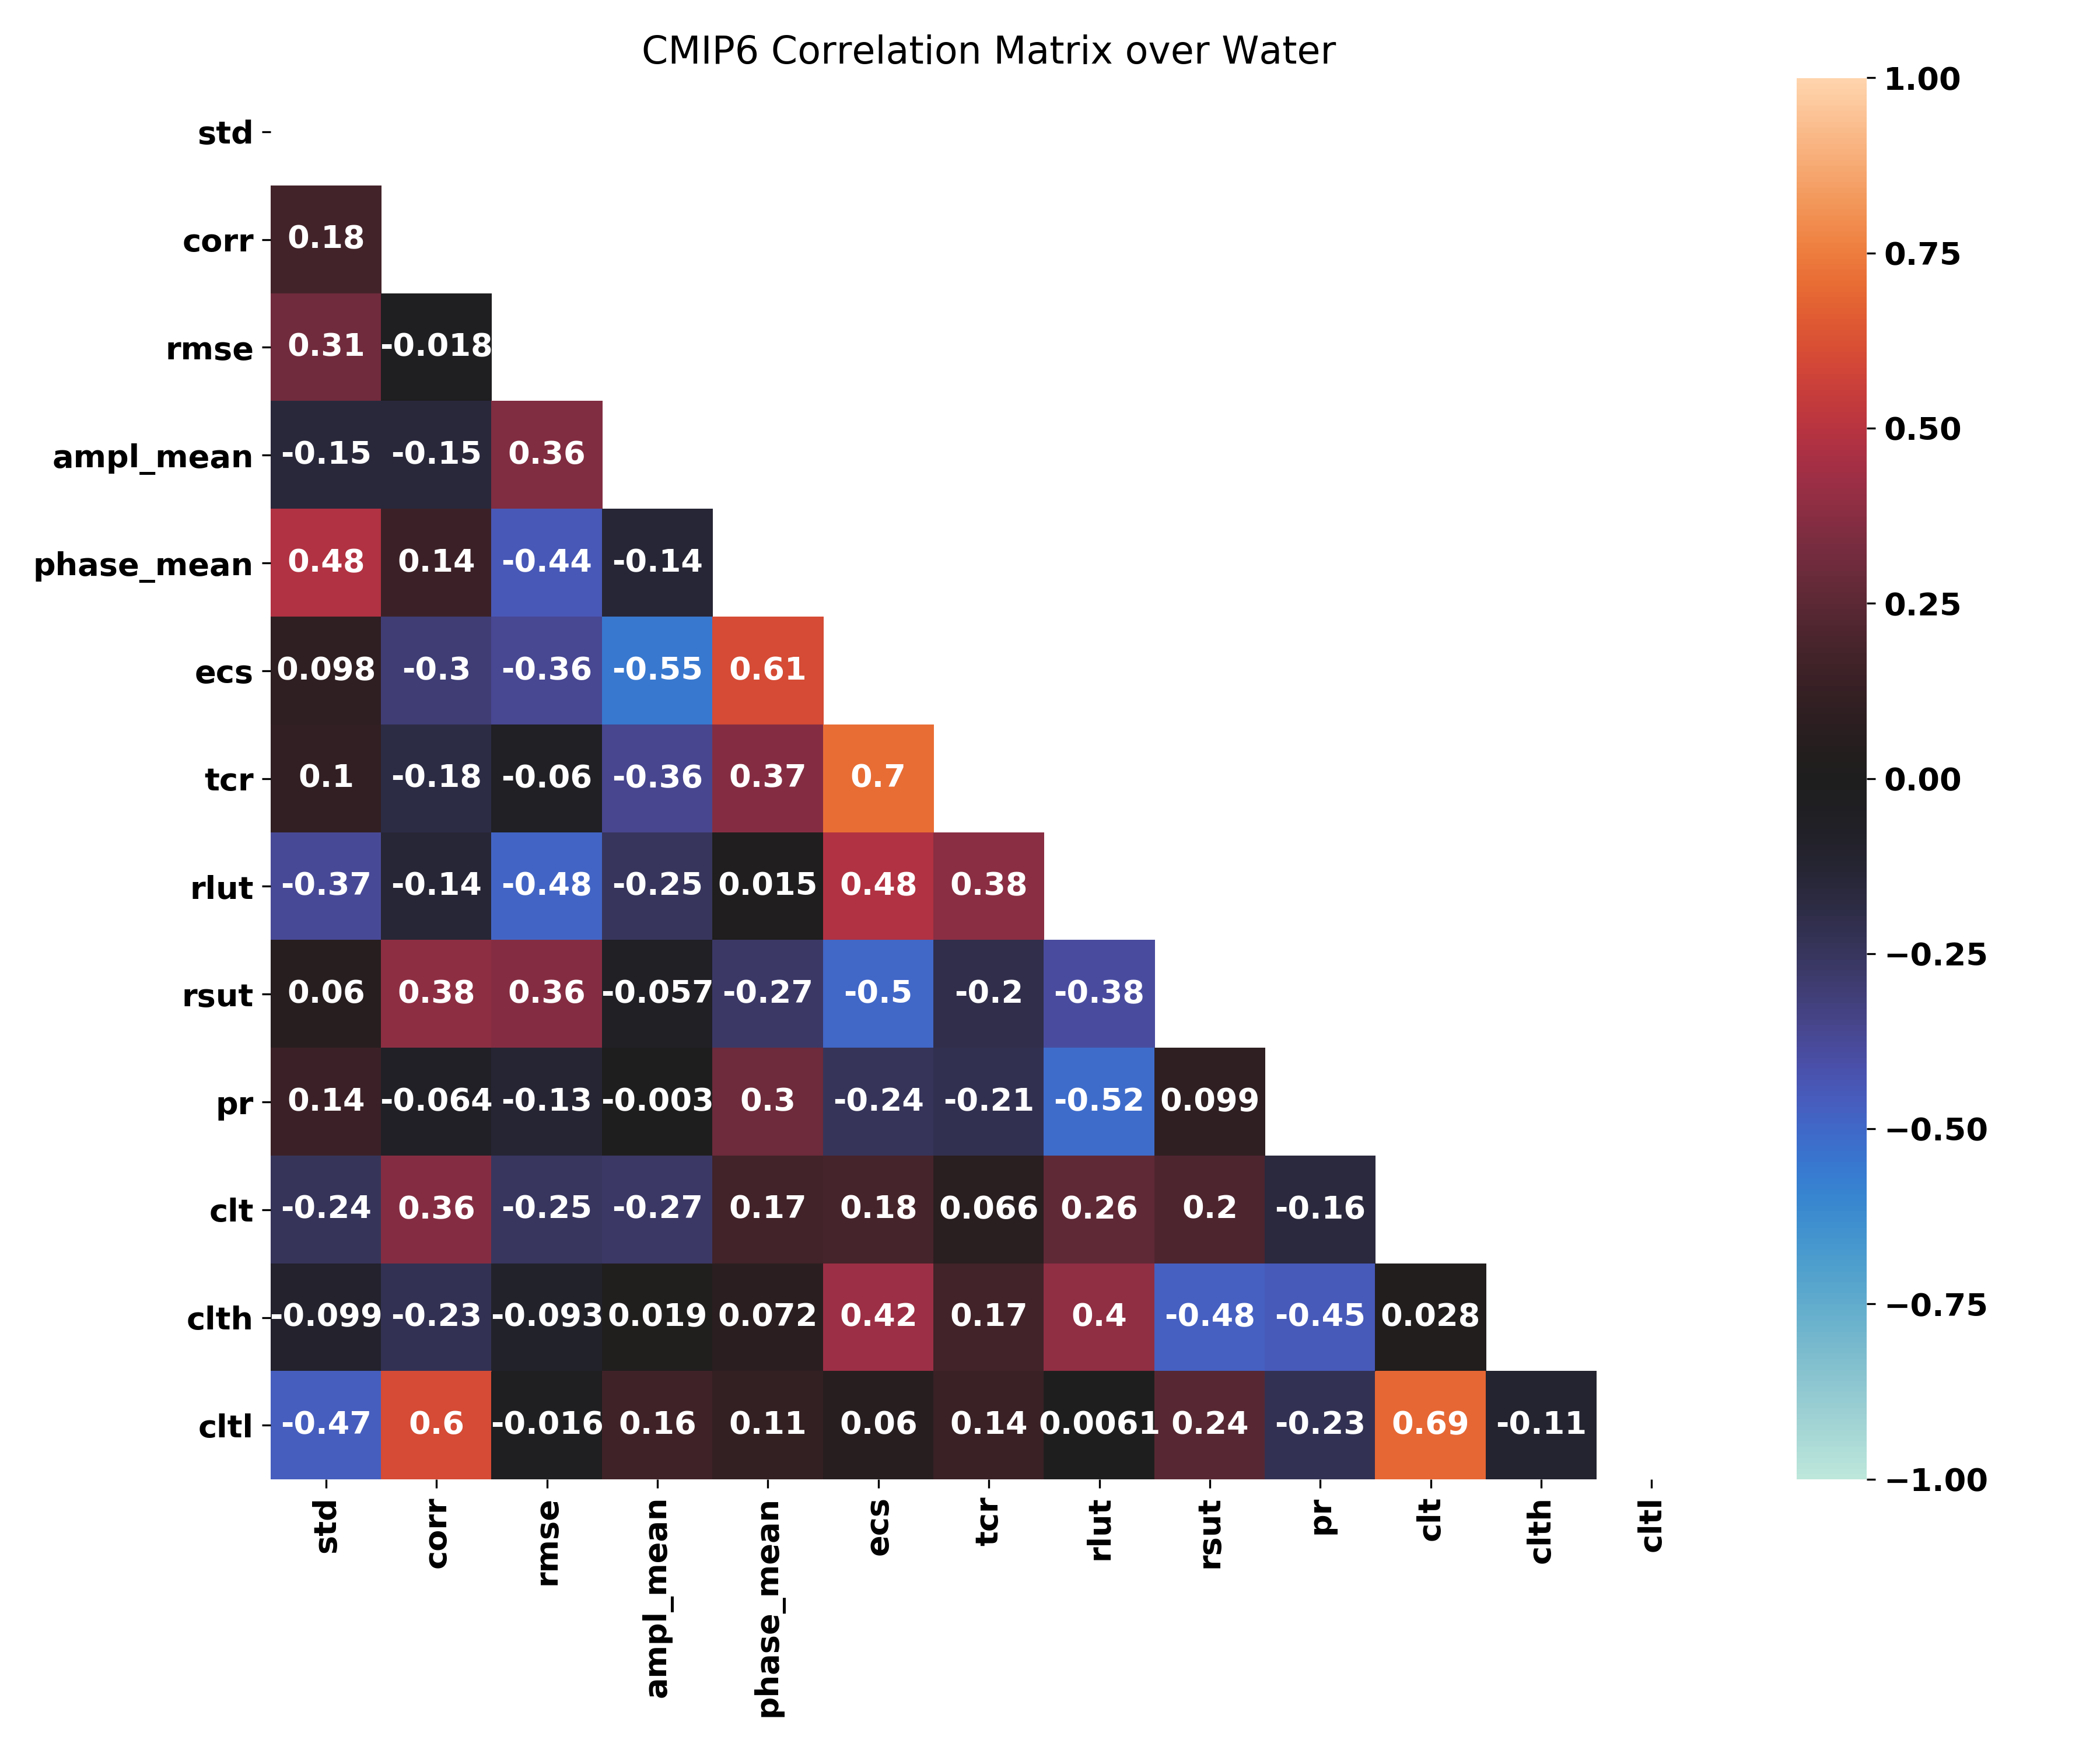 CMIP6 Correlation Matrix over Water
std
corr 0.18
rmse 0.31 -0.018
ampl_mean -0.15 -0.15 0.36
phase_mean 0.48 0.14 -0.44 -0.14
ecs 0.098 -0.3 -0.36 -0.55 0.61
tcr 0.1 -0.18 -0.06 -0.36 0.37 0.7
rlut -0.37 -0.14 -0.48 -0.25 0.015 0.48 0.38
rsut 0.06 0.38 0.36 -0.057 -0.27 -0.5 -0.2 -0.38
pr 0.14 -0.064 -0.13 -0.003 0.3 -0.24 -0.21 -0.52 0.099
clt -0.24 0.36 -0.25 -0.27 0.17 0.18 0.066 0.26 0.2 -0.16
clth -0.099 -0.23 -0.093 0.019 0.072 0.42 0.17 0.4 -0.48 -0.45 0.028
cltl -0.47 0.6 -0.016 0.16 0.11 0.06 0.14 0.0061 0.24 -0.23 0.69 -0.11
std corr rmse ampl_mean phase_mean ecs tcr rlut rsut pr clt clth cltl
1.00
0.75
0.50
0.25
0.00
−0.25
−0.50
−0.75
−1.00